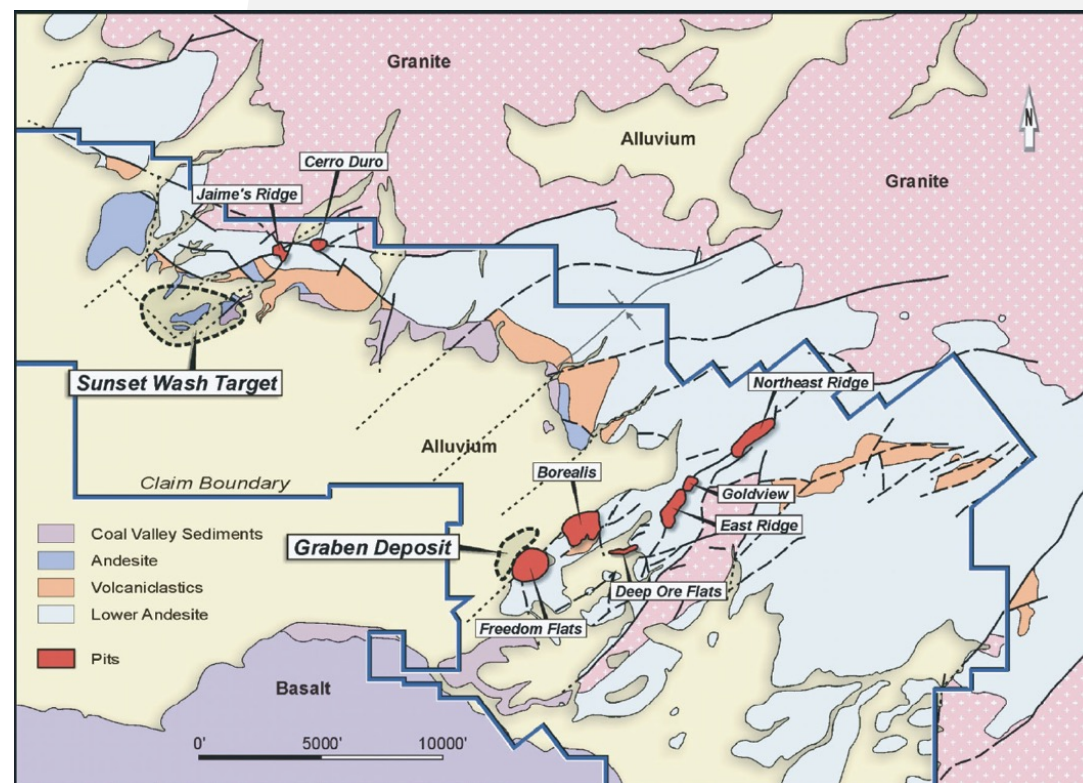 Granite
N
Alluvium
Cerro Duro
Granite
Jaime's Ridge
Sunset Wash Target
Northeast Ridge
Alluvium
Borealis
Claim Boundary
Goldview
East Ridge
Coal Valley Sediments
Graben Deposit
Andesite
Volcaniclastics
Deep Ore Flats
Lower Andesite
Freedom Flats
Pits
Basalt
0' 5000' 10000'